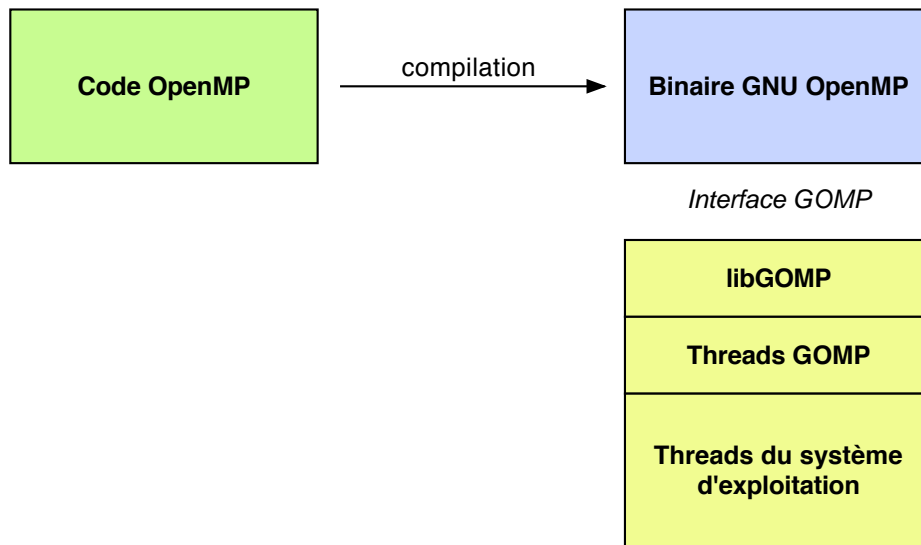 Code OpenMP
compilation
Binaire GNU OpenMP
Interface GOMP
libGOMP
Threads GOMP
Threads du système
d'exploitation